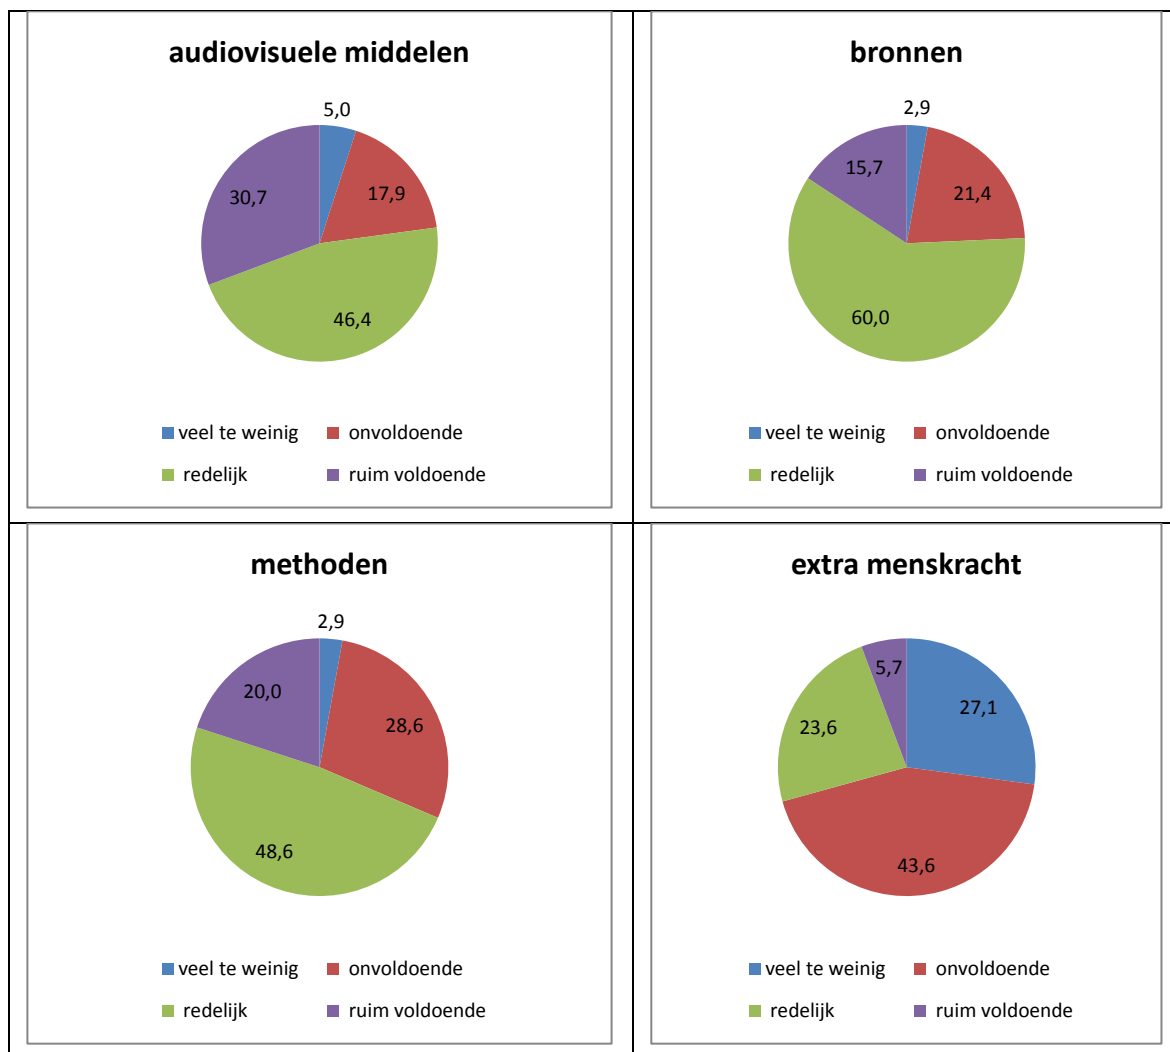 audiovisuele middelen
5,0
17,9
30,7
46,4
veel te weinig onvoldoende
redelijk ruim voldoende
bronnen
2,9
15,7
21,4
60,0
veel te weinig onvoldoende
redelijk ruim voldoende
methoden
2,9
20,0
28,6
48,6
veel te weinig onvoldoende
redelijk ruim voldoende
extra menskracht
5,7
27,1
23,6
43,6
veel te weinig onvoldoende
redelijk ruim voldoende